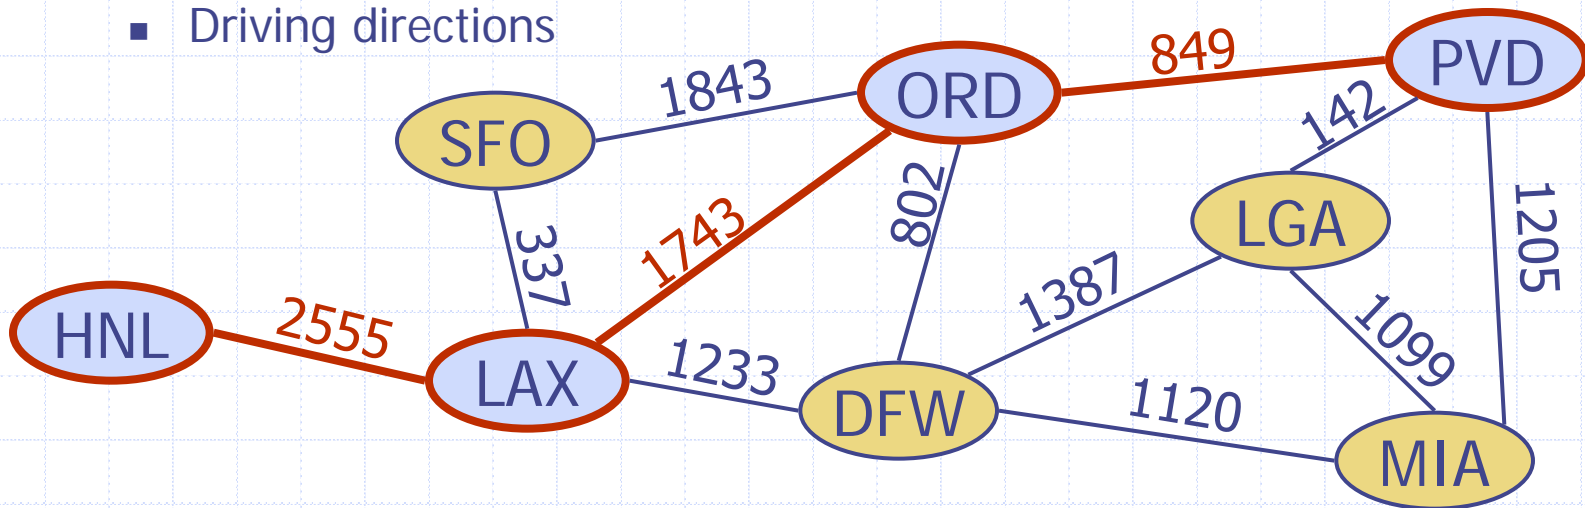 ■ Driving directions
849
PVD
1843
ORD
142
SFO
802
LGA
1205
1743
337
1387
HNL
2555
1099
LAX
1233
DFW
1120
MIA